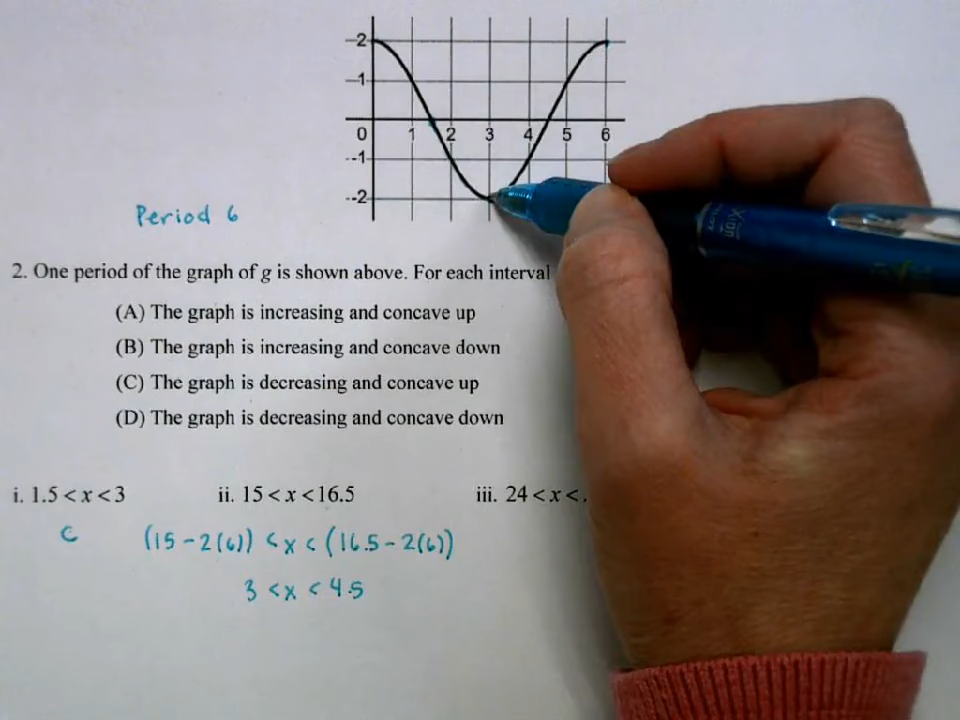 2
1
0 1 2 3 4 5 6
-1
-2
Period 6
2. One period of the graph of g is shown above. For each interval
(A) The graph is increasing and concave up
(B) The graph is increasing and concave down
(C) The graph is decreasing and concave up
(D) The graph is decreasing and concave down
i. 1.5 < x < 3 ii. 15 < x < 16.5 iii. 24 < x <
C (15-2(6)) < x < (16.5-2(6))
3 < x < 4.5